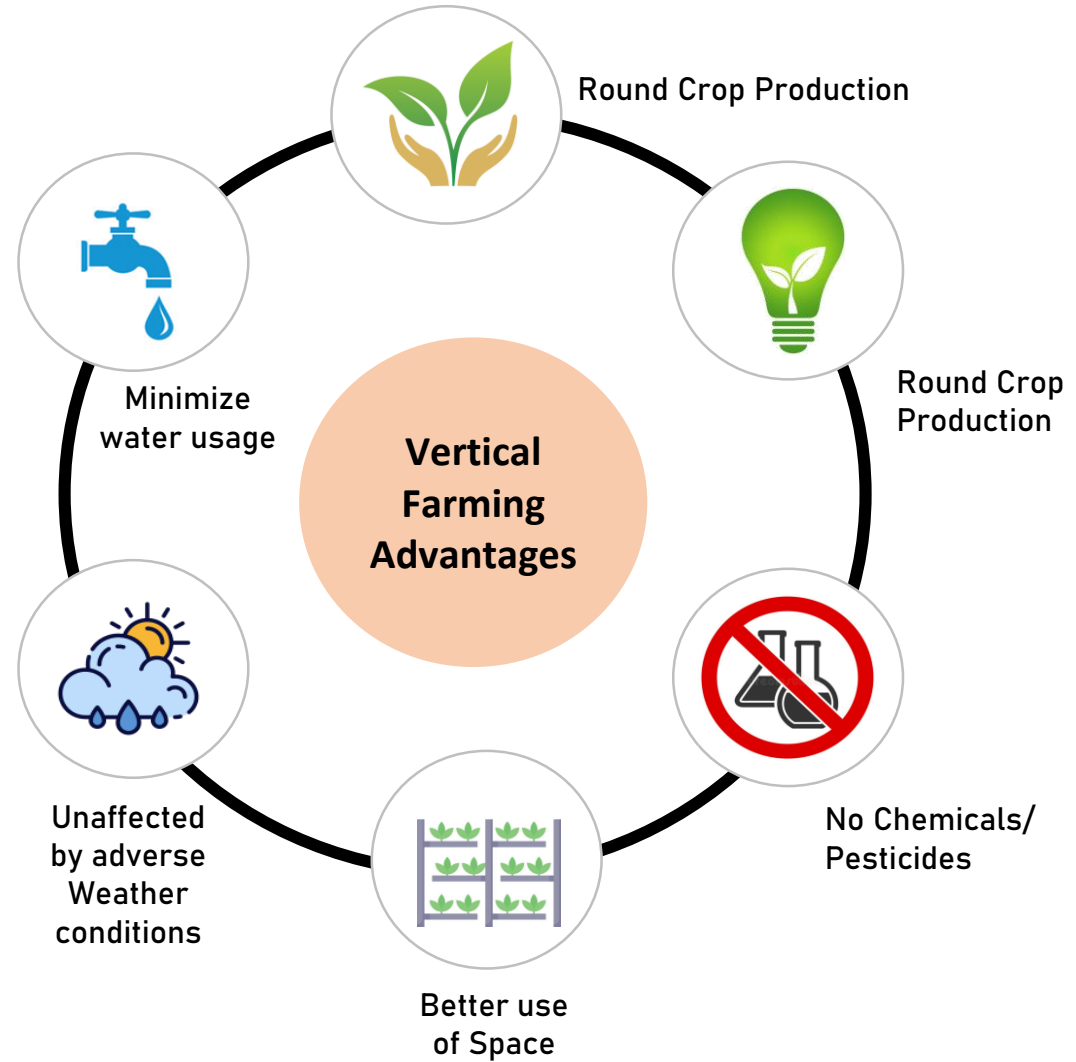 Round Crop Production
Round Crop
Production
No Chemicals/
Pesticides
Better use
of Space
Unaffected
by adverse
Weather
conditions
Minimize
water usage
Vertical
Farming
Advantages